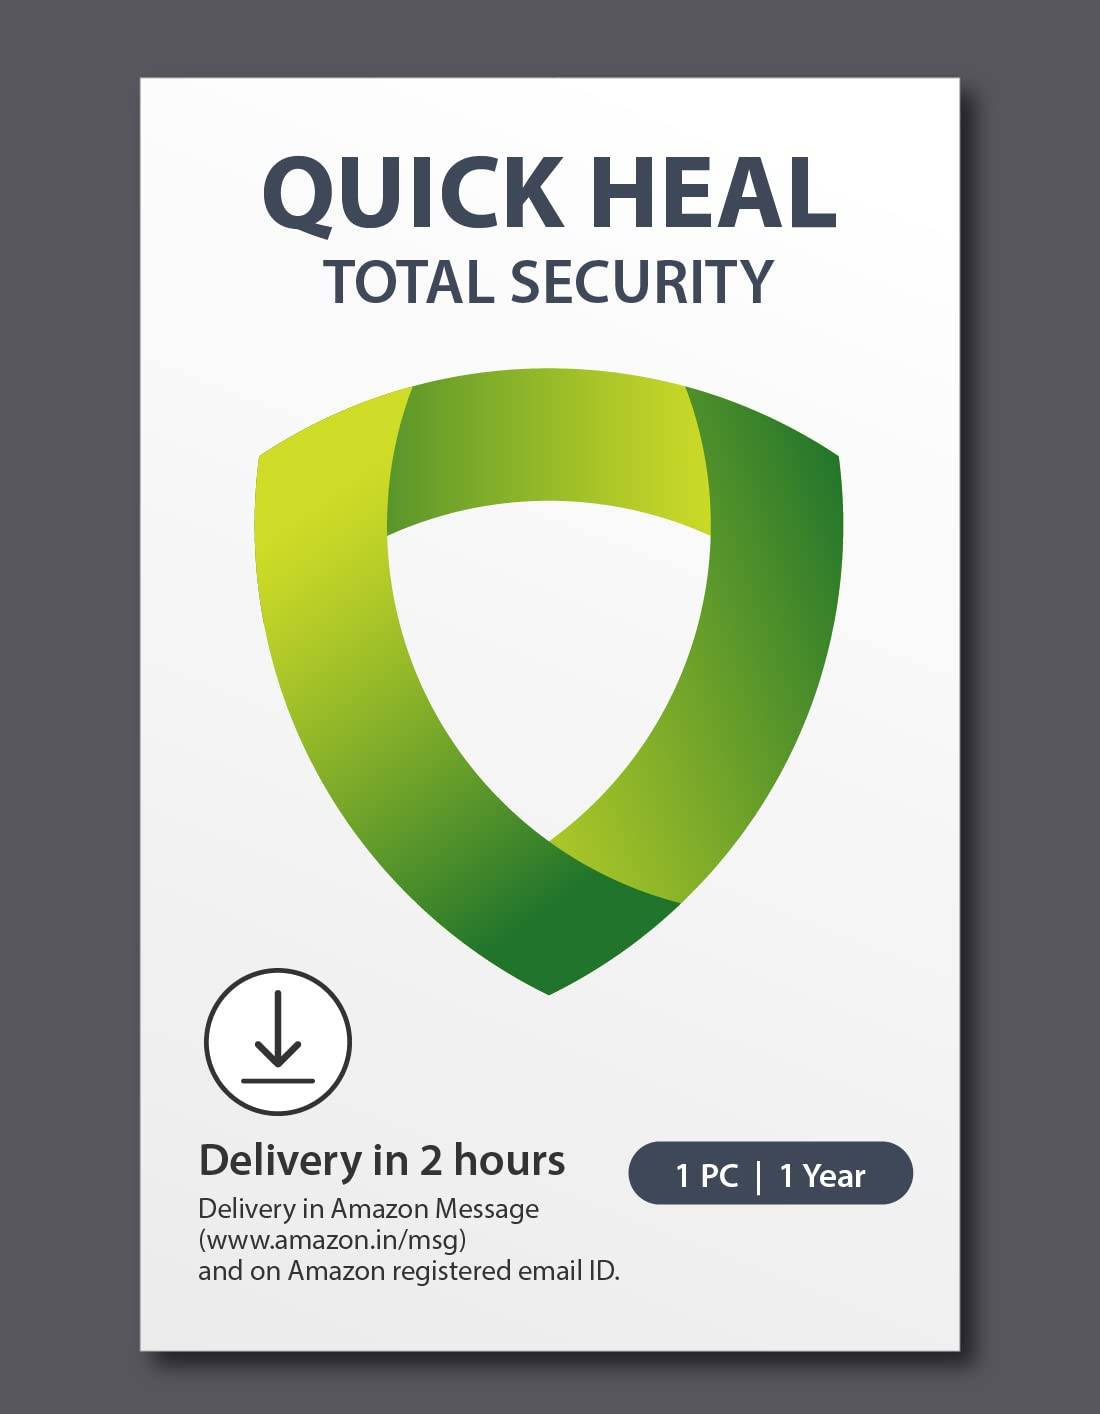 QUICK HEAL
TOTAL SECURITY
Delivery in 2 hours
Delivery in Amazon Message
(www.amazon.in/msg)
and on Amazon registered email ID.
1 PC | 1 Year